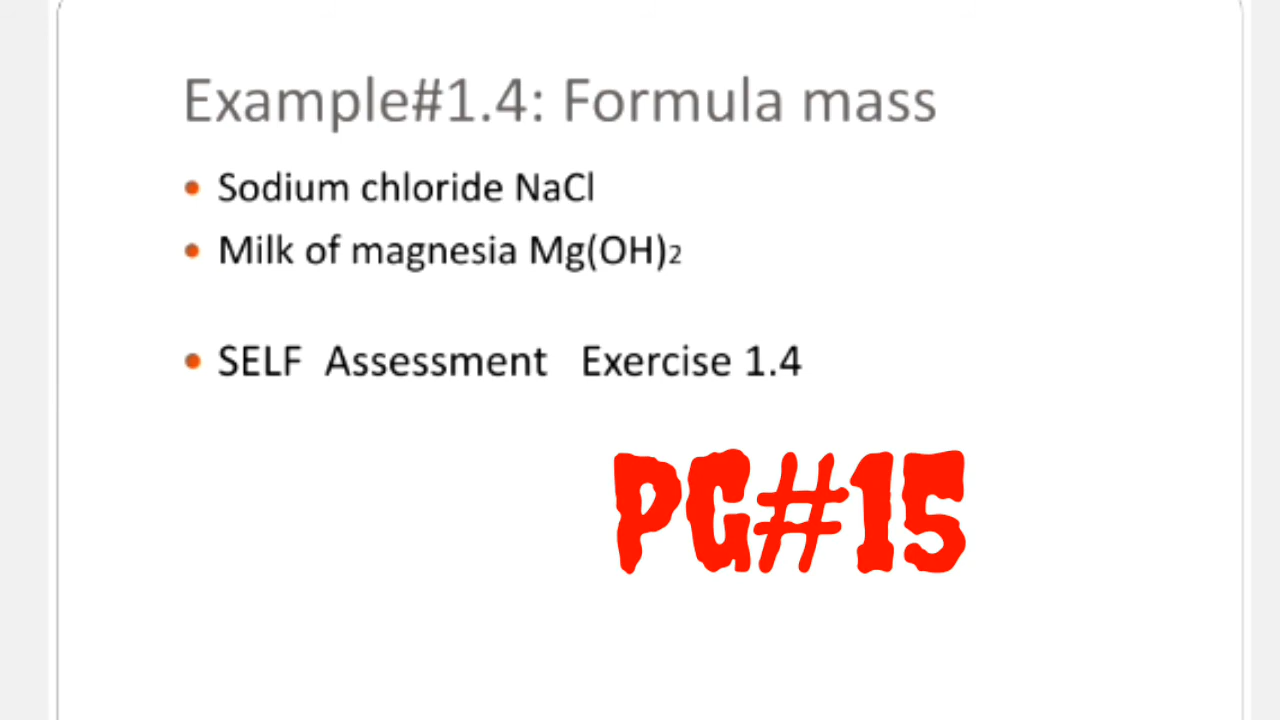 Example#1.4: Formula mass
• Sodium chloride NaCl
• Milk of magnesia Mg(OH)2
• SELF Assessment Exercise 1.4
PG#15